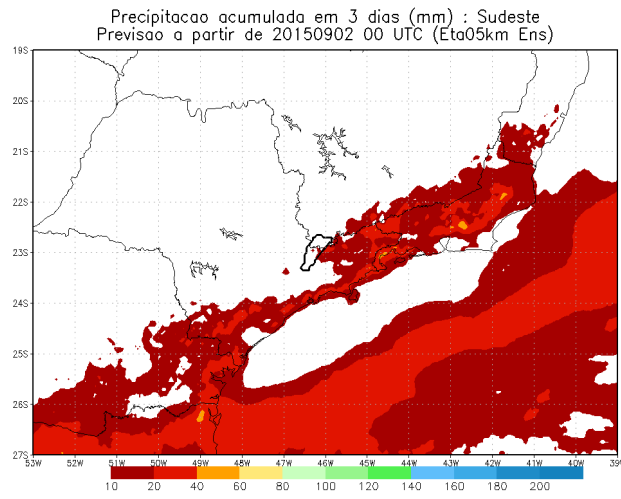 Precipitacao acumulada em 3 dias (mm) : Sudeste
Previsao a partir de 20150902 00 UTC (Eta05km Ens)
19S
20S
21S
22S
23S
24S
25S
26S
27S
53W 52W 51W 50W 49W 48W 47W 46W 45W 44W 43W 42W 41W 40W 39W
10 20 40 60 80 100 120 140 160 180 200